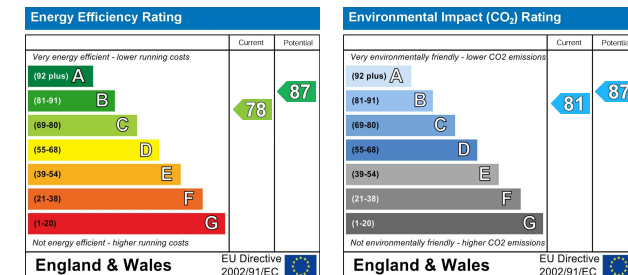 Energy Efficiency Rating
Current Potential
Very energy efficient - lower running costs
(92 plus) A
(81-91) B
(69-80) C
(55-68) D
(39-54) E
(21-38) F
(1-20) G
78
87
Not energy efficient - higher running costs
England & Wales
EU Directive
2002/91/EC
Environmental Impact (CO₂) Rating
Current Potential
Very environmentally friendly - lower CO2 emissions
(92 plus) A
(81-91) B
(69-80) C
(55-68) D
(39-54) E
(21-38) F
(1-20) G
81
87
Not environmentally friendly - higher CO2 emissions
England & Wales
EU Directive
2002/91/EC